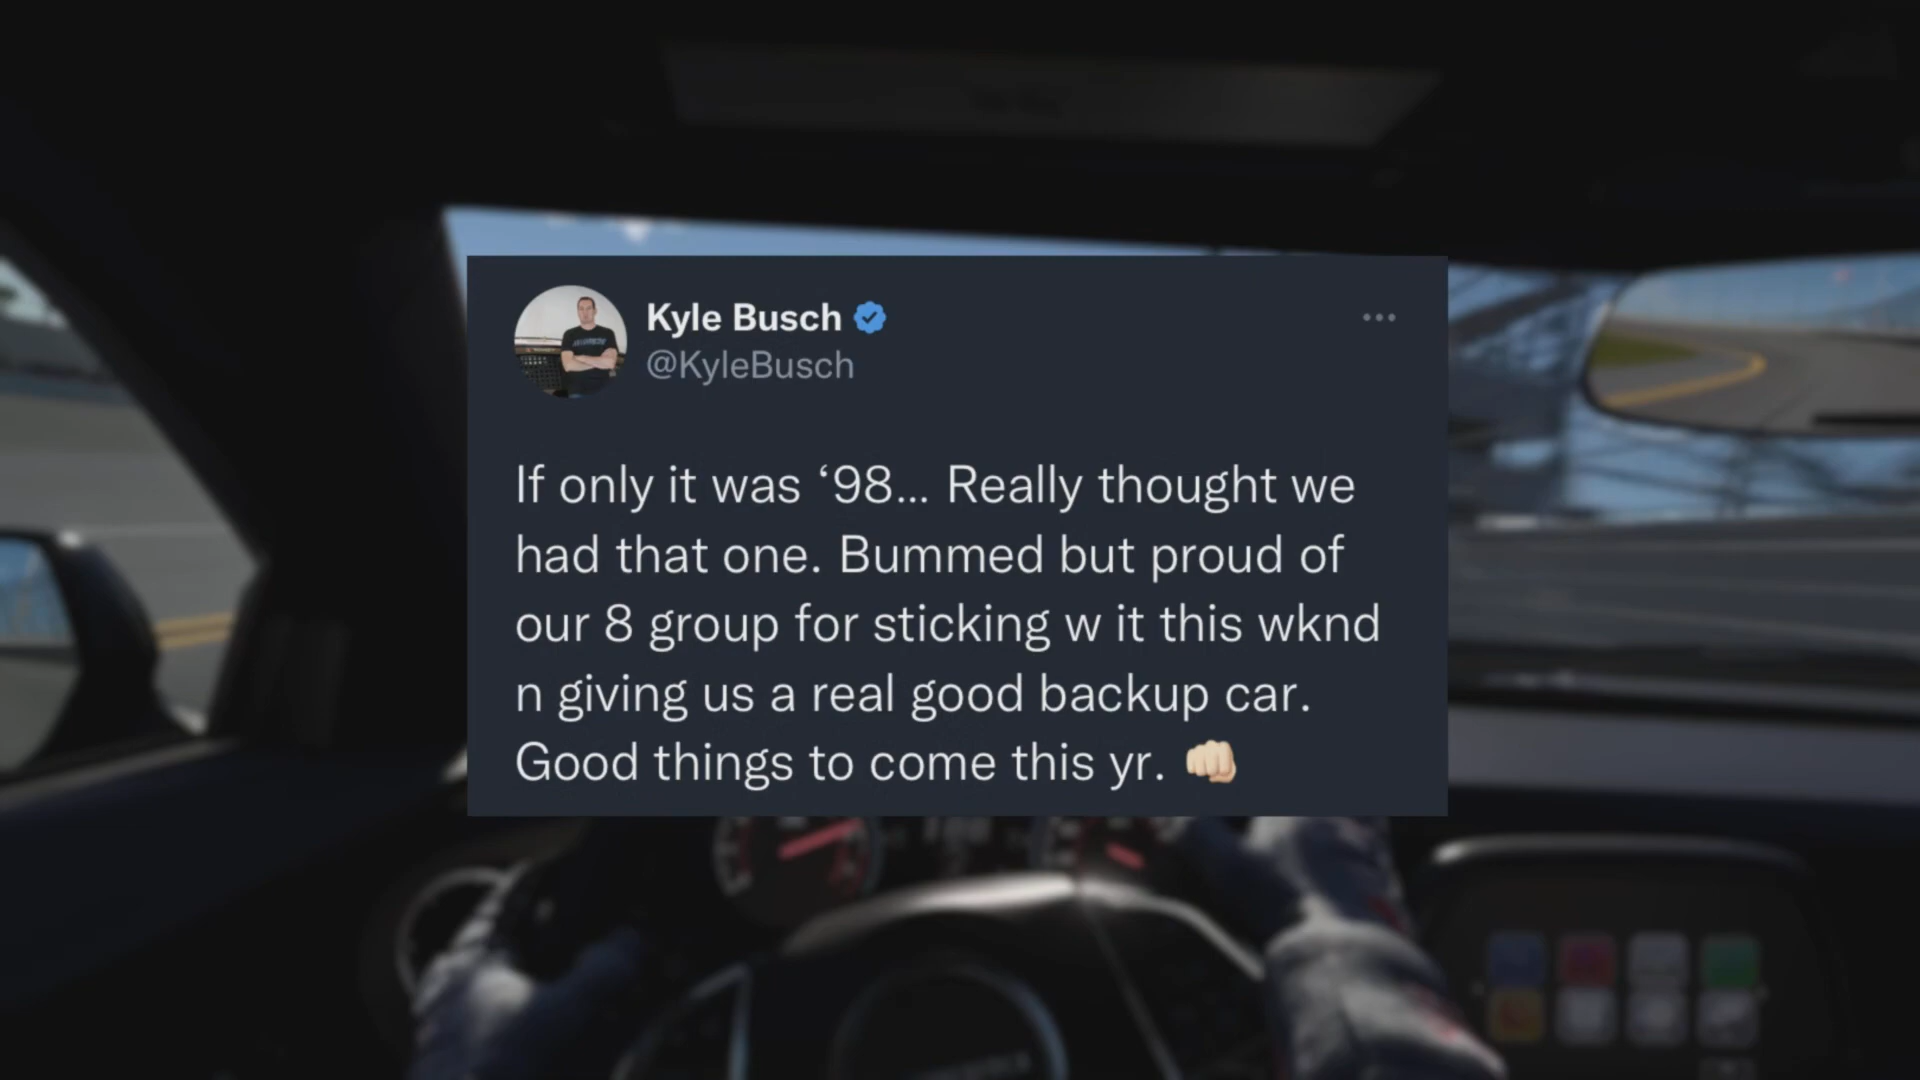 Kyle Busch
@KyleBusch
If only it was ‘98... Really thought we
had that one. Bummed but proud of
our 8 group for sticking w it this wknd
n giving us a real good backup car.
Good things to come this yr. 👊🏻